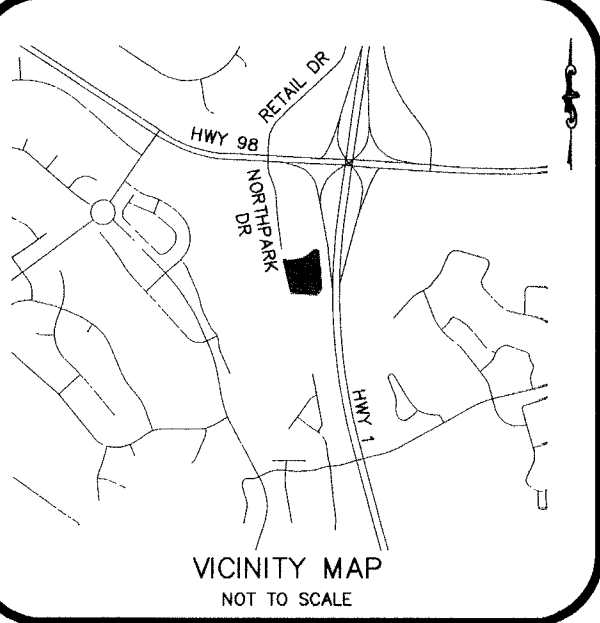 RETAIL DR
HWY 98
NORTHPARK
DR
HWY 1
VICINITY MAP
NOT TO SCALE